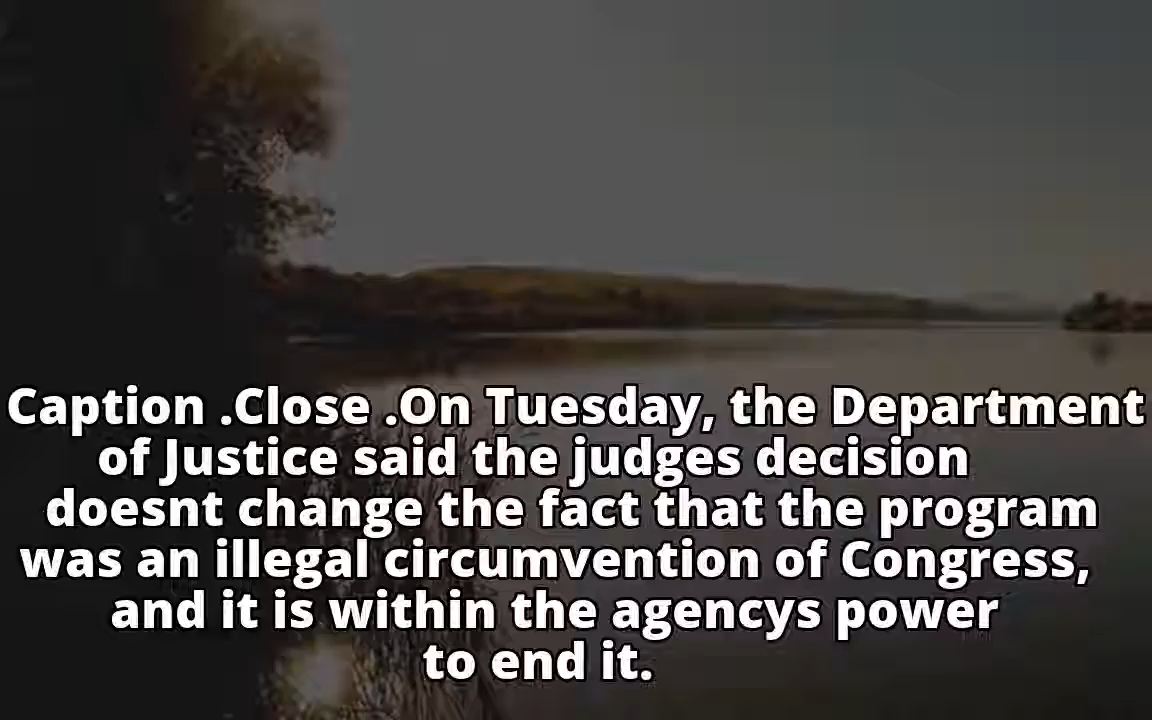 Caption .Close .On Tuesday, the Department
of Justice said the judges decision
doesnt change the fact that the program
was an illegal circumvention of Congress,
and it is within the agencys power
to end it.